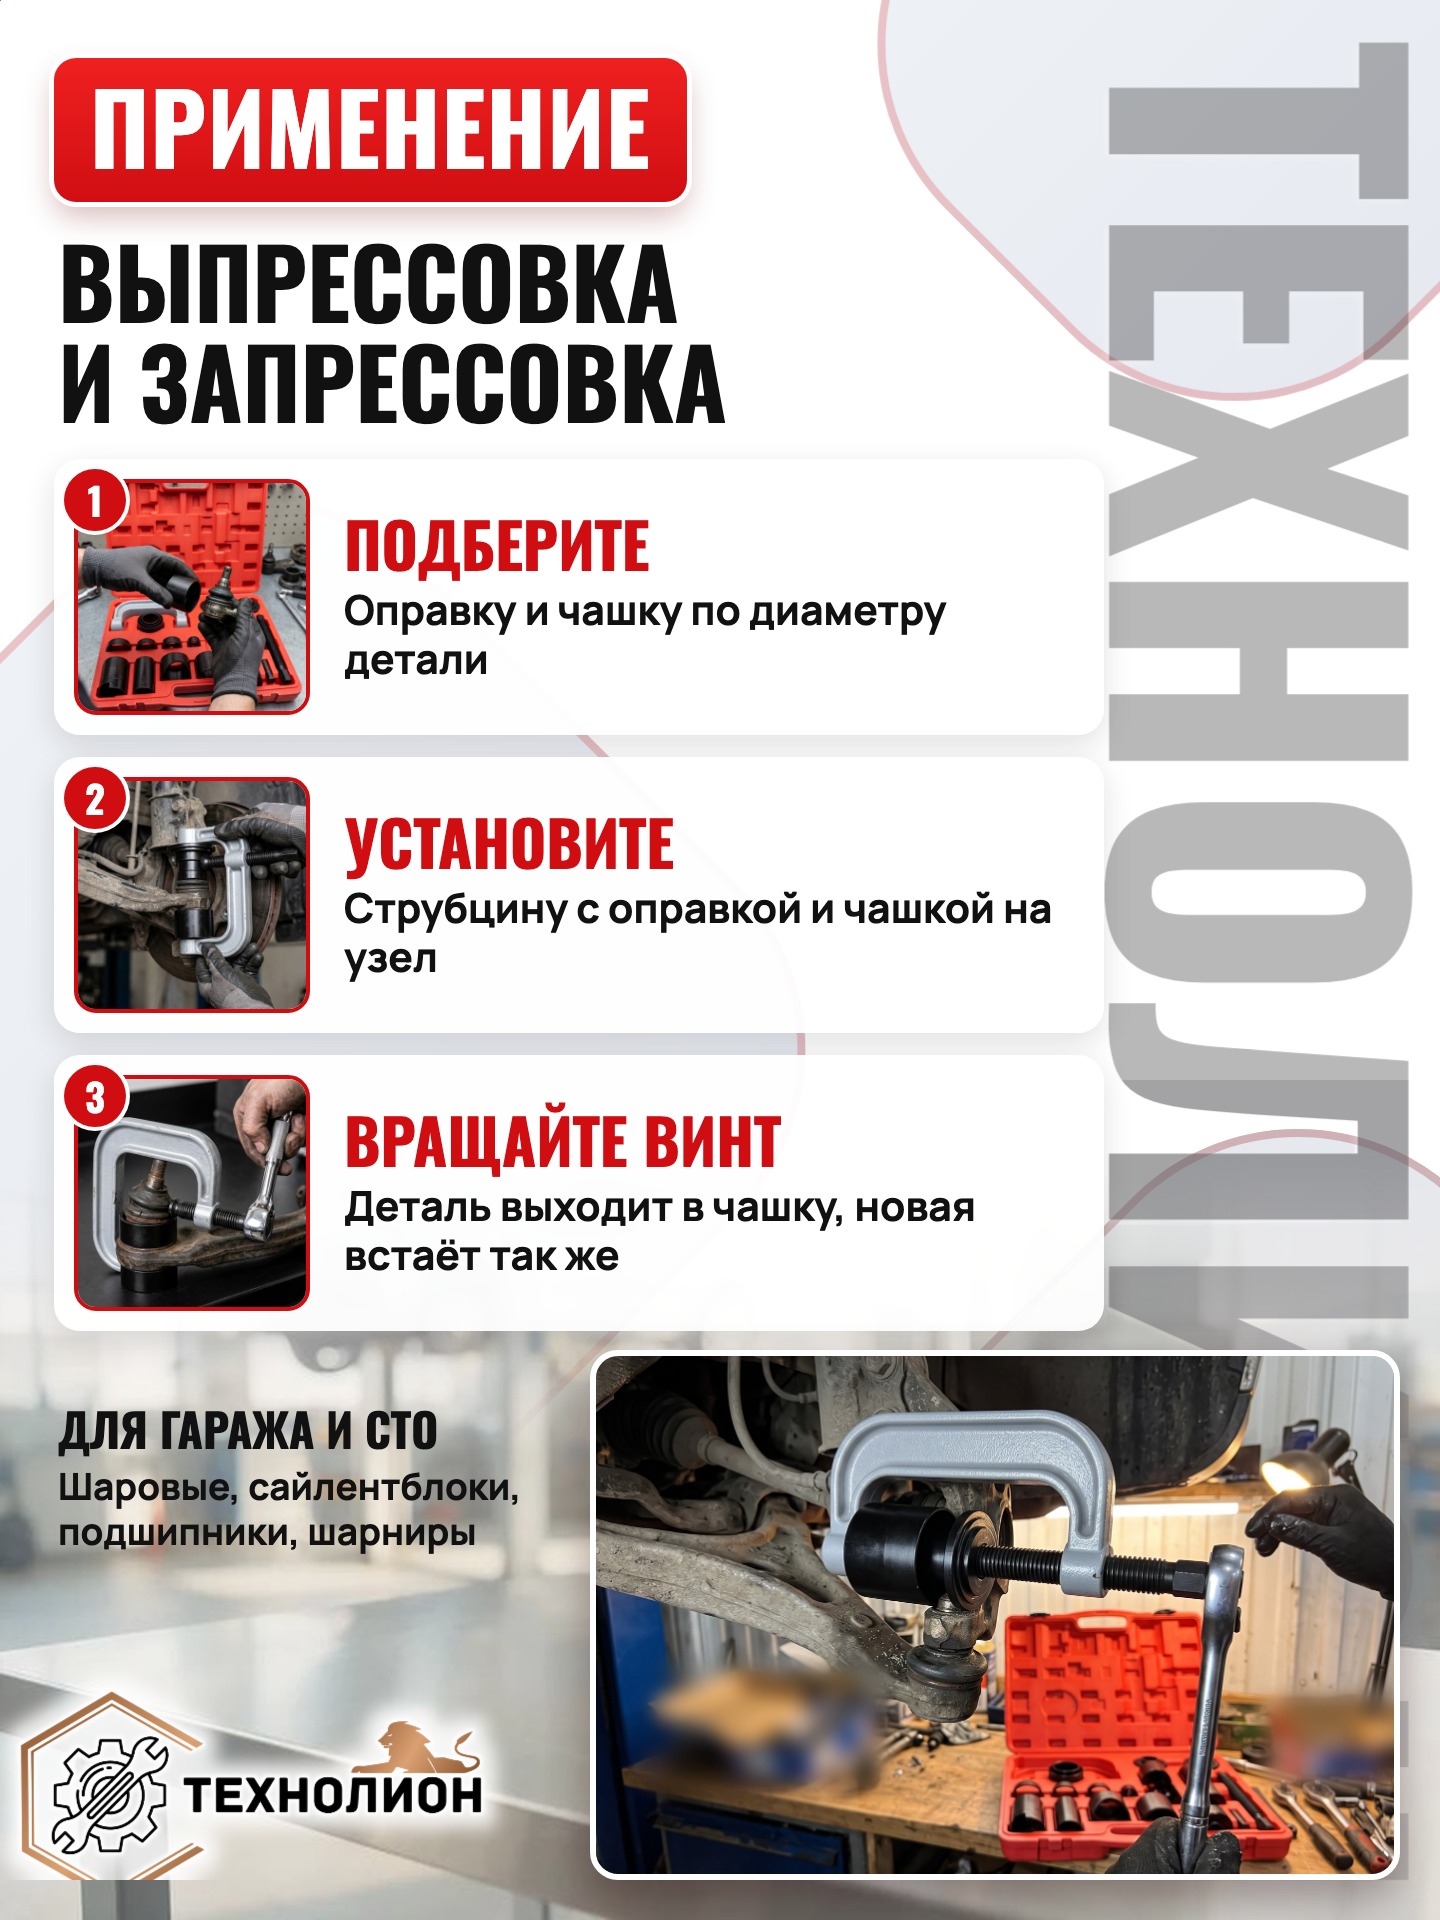 ПРИМЕНЕНИЕ
ВЫПРЕССОВКА
И ЗАПРЕССОВКА
1
ПОДБЕРИТЕ
Оправку и чашку по диаметру
детали
2
УСТАНОВИТЕ
Струбцину с оправкой и чашкой на
узел
3
ВРАЩАЙТЕ ВИНТ
Деталь выходит в чашку, новая
встаёт так же
ДЛЯ ГАРАЖА И СТО
Шаровые, сайлентблоки,
подшипники, шарниры
ТЕХНОЛИОН
ТЕХНОЛИ